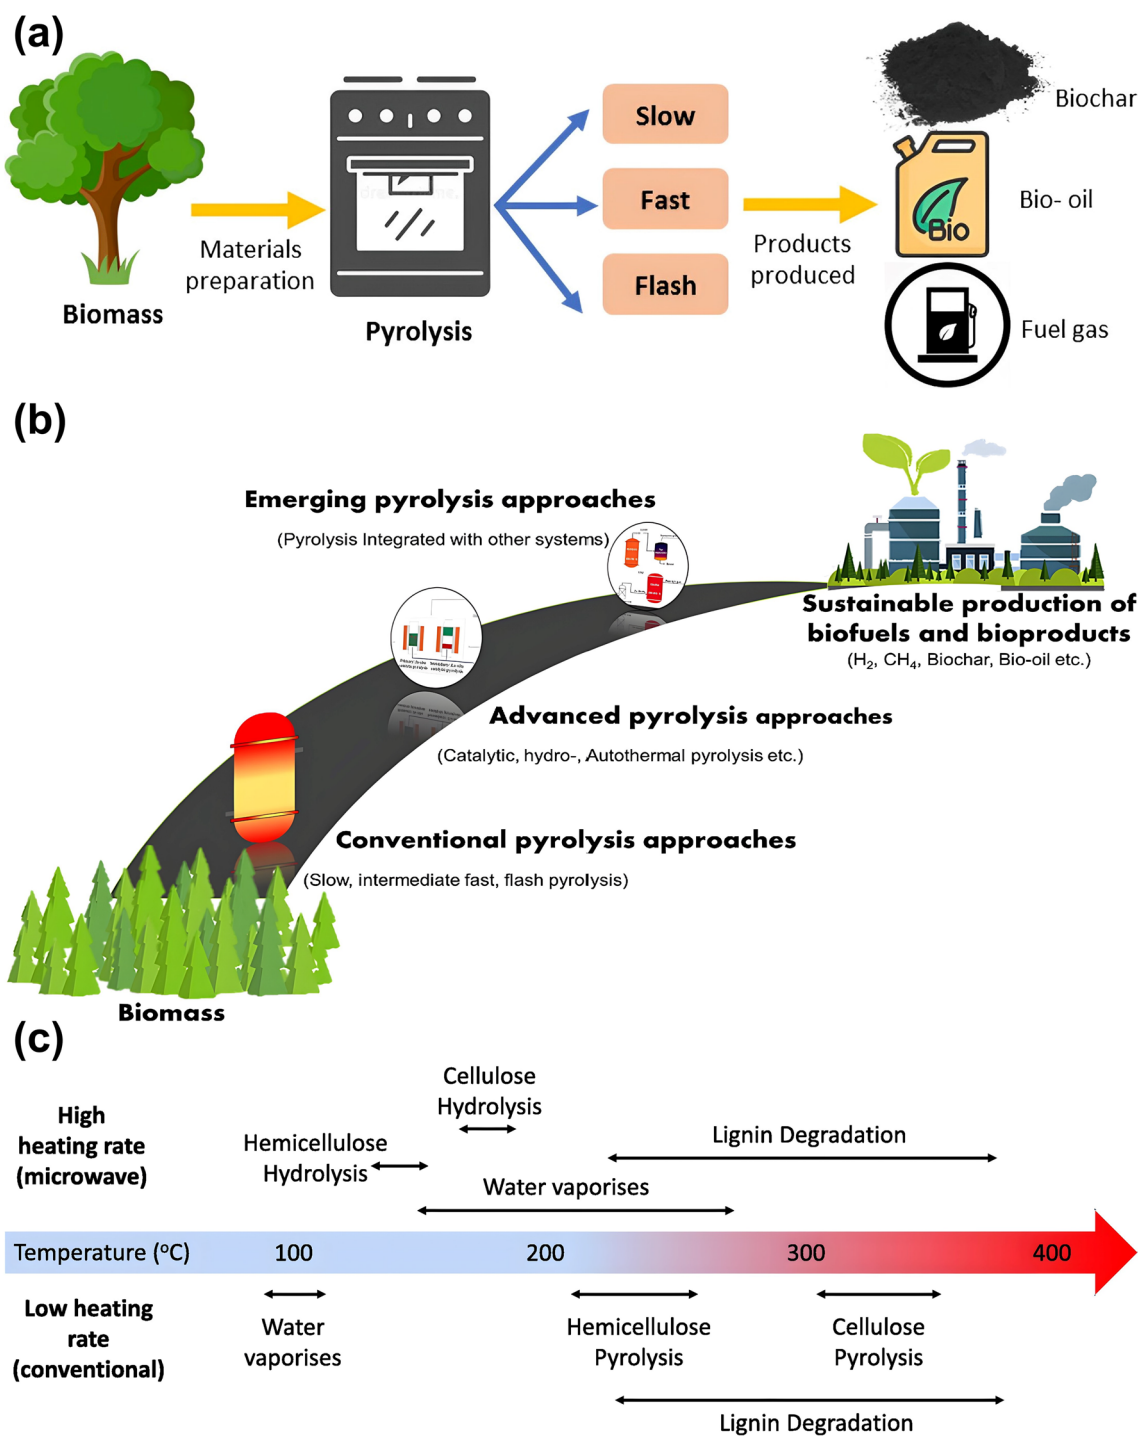 (a)
Biomass
Materials
preparation
Pyrolysis
Slow
Fast
Flash
Products
produced
Biochar
Bio
Bio- oil
Fuel gas
(b)
Emerging pyrolysis approaches
(Pyrolysis Integrated with other systems)
Sustainable production of
biofuels and bioproducts
(H2, CH4, Biochar, Bio-oil etc.)
Advanced pyrolysis approaches
(Catalytic, hydro-, Autothermal pyrolysis etc.)
Conventional pyrolysis approaches
(Slow, intermediate fast, flash pyrolysis)
Biomass
(c)
High
heating rate
(microwave)
Cellulose
Hydrolysis
Hemicellulose
Hydrolysis
Lignin Degradation
Water vaporises
Temperature (oC) 100 200 300 400
Low heating
rate
(conventional)
Water
vaporises
Hemicellulose
Pyrolysis
Cellulose
Pyrolysis
Lignin Degradation